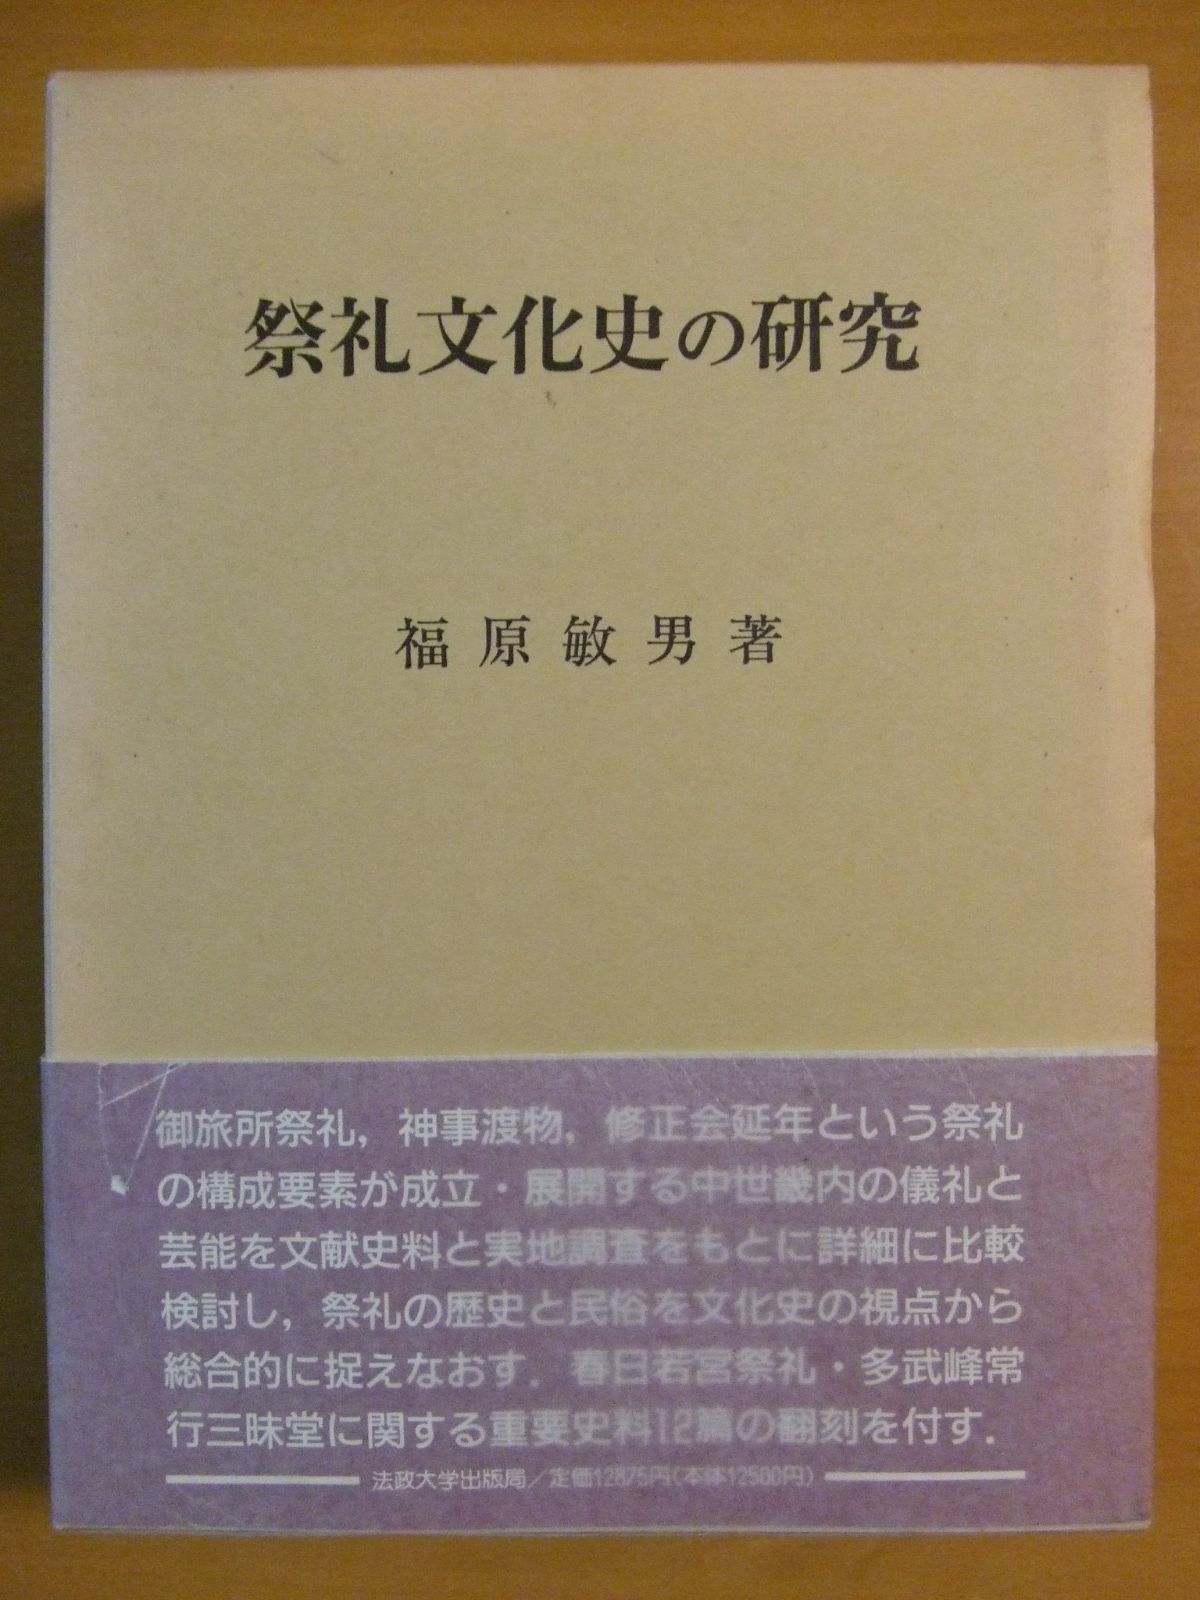 祭礼文化史の研究
福原敏男著
御旅所祭礼，神事渡物，修正会延年という祭礼
の構成要素が成立・展開する中世畿内の儀礼と
芸能を文献史料と実地調査をもとに詳細に比較
検討し，祭礼の歴史と民俗を文化史の視点から
総合的に捉えなおす．春日若宮祭礼・多武峰常
行三昧堂に関する重要史料12篇の翻刻を付す．
法政大学出版局／定価12875円（本体12500円）